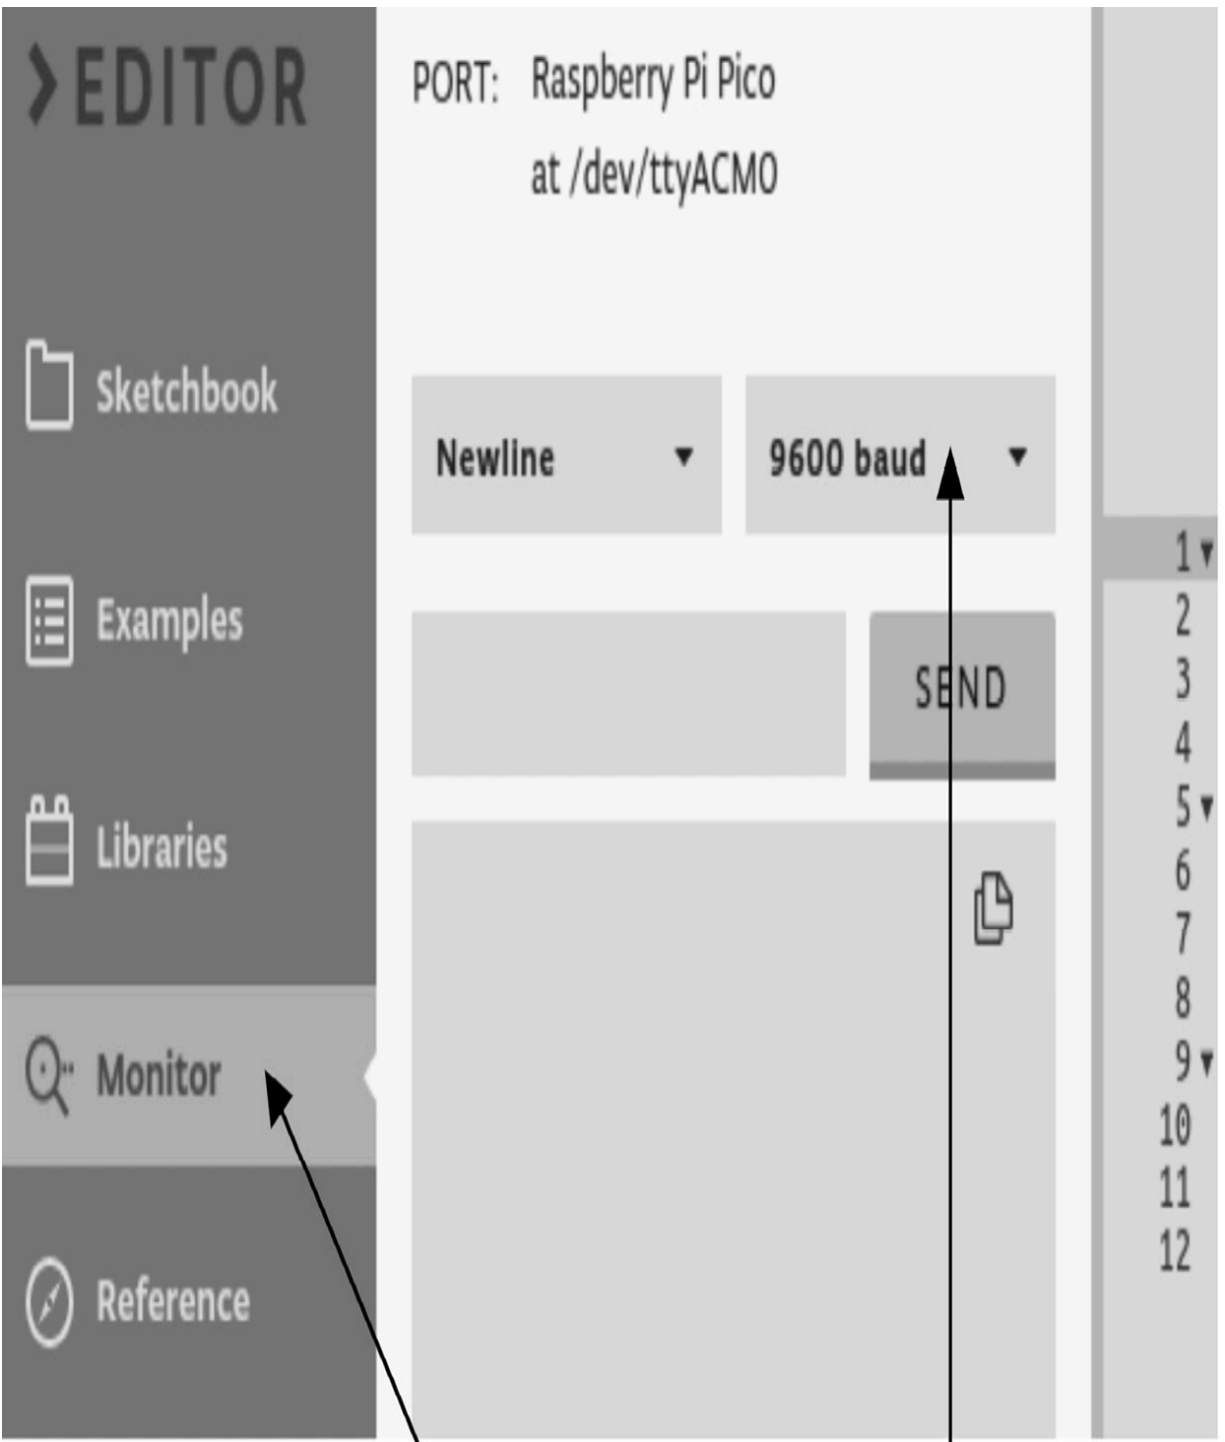 EDITOR
Sketchbook
Examples
Libraries
Monitor
Reference
PORT: Raspberry Pi Pico
at /dev/ttyACM0
Newline
9600 baud
SEND
1
2
3
4
5
6
7
8
9
10
11
12